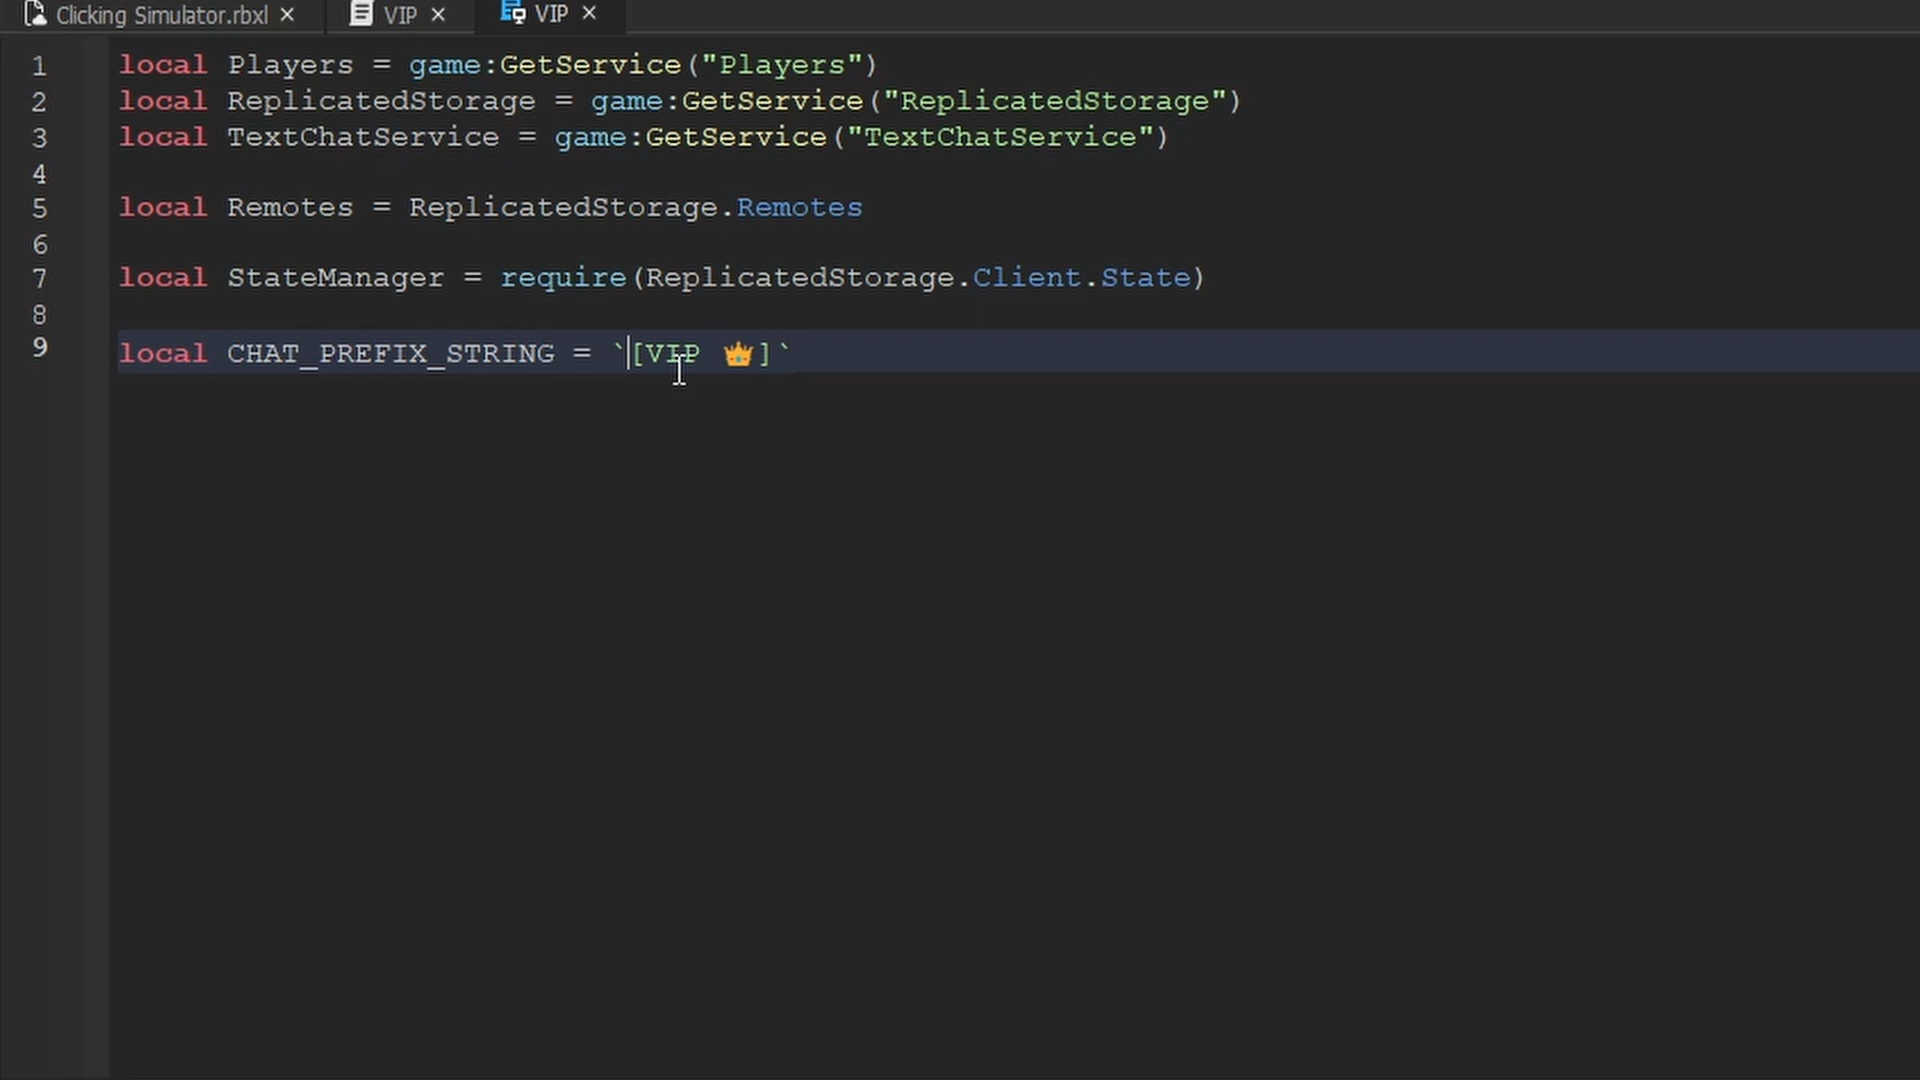 Clicking Simulator.rbxl × VIP × VIP ×
1 local Players = game:GetService("Players")
2 local ReplicatedStorage = game:GetService("ReplicatedStorage")
3 local TextChatService = game:GetService("TextChatService")
4
5 local Remotes = ReplicatedStorage.Remotes
6
7 local StateManager = require(ReplicatedStorage.Client.State)
8
9 local CHAT_PREFIX_STRING = `[VIP 👑]`